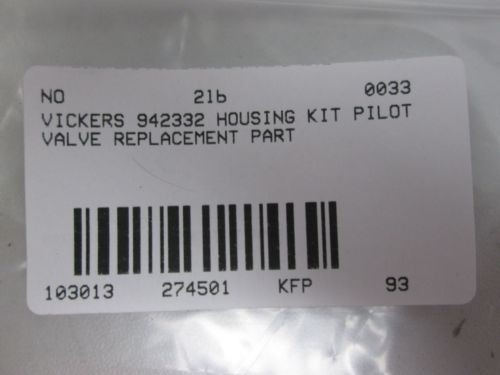 NO 21b 0033
VICKERS 942332 HOUSING KIT PILOT
VALVE REPLACEMENT PART
103013 274501 KFP 93